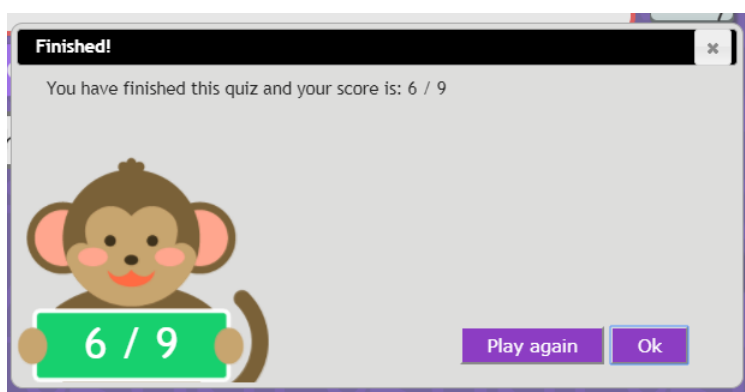 Finished!
You have finished this quiz and your score is: 6 / 9
6 / 9
Play again
Ok